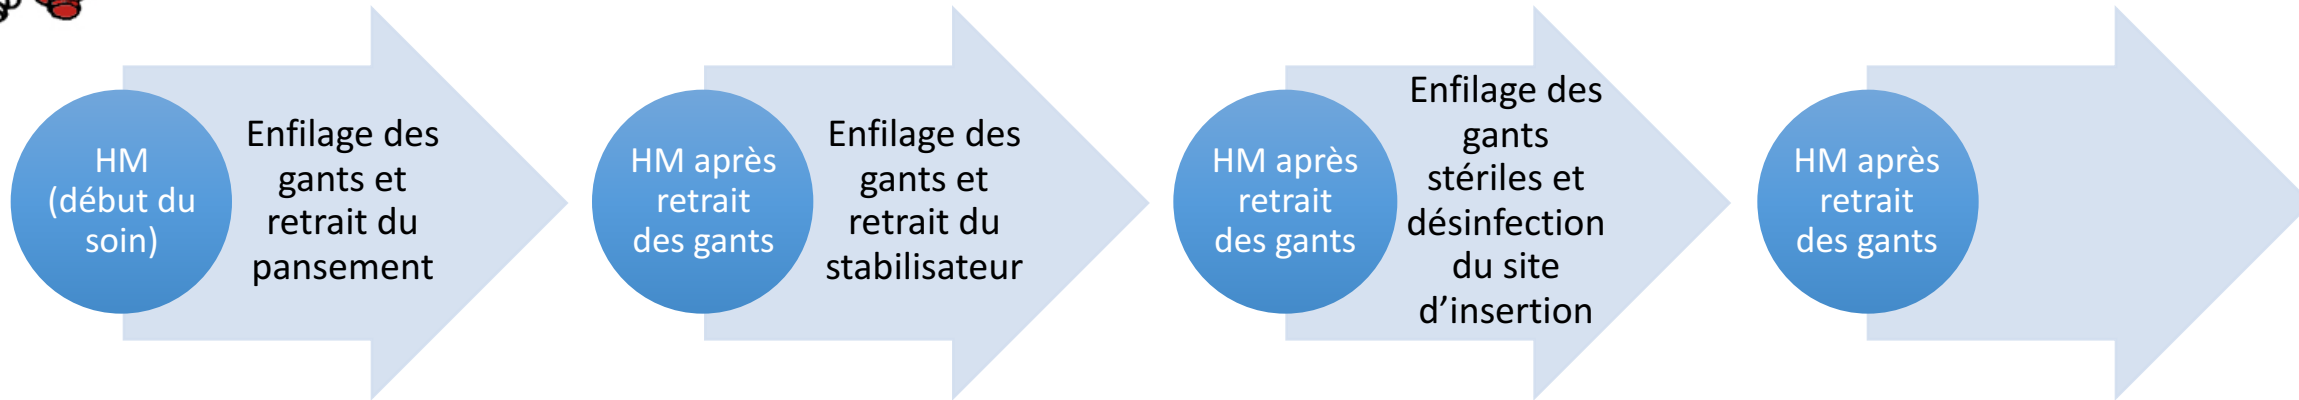 HM
(début du
soin)
Enfilage des
gants et
retrait du
pansement
HM après
retrait
des gants
Enfilage des
gants et
retrait du
stabilisateur
HM après
retrait
des gants
Enfilage des
gants
stériles et
désinfection
du site
d’insertion
HM après
retrait
des gants